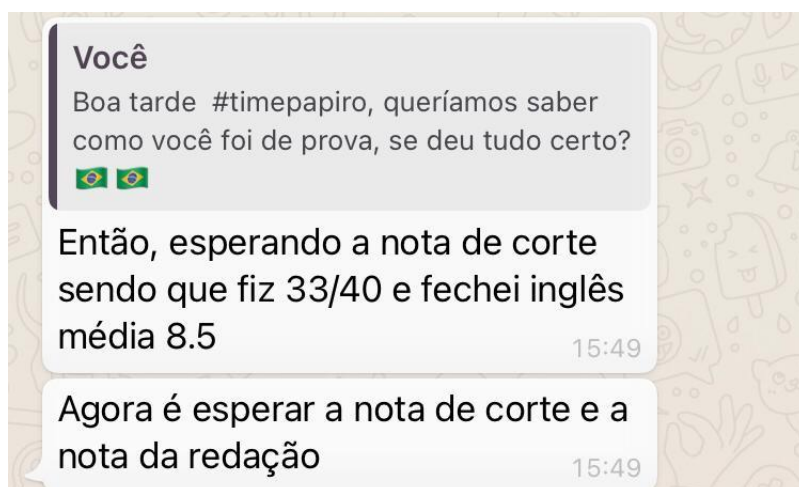 Você
Boa tarde #timepapiro, queríamos saber
como você foi de prova, se deu tudo certo?
🇧🇷 🇧🇷
Então, esperando a nota de corte
sendo que fiz 33/40 e fechei inglês
média 8.5
15:49
Agora é esperar a nota de corte e a
nota da redação
15:49